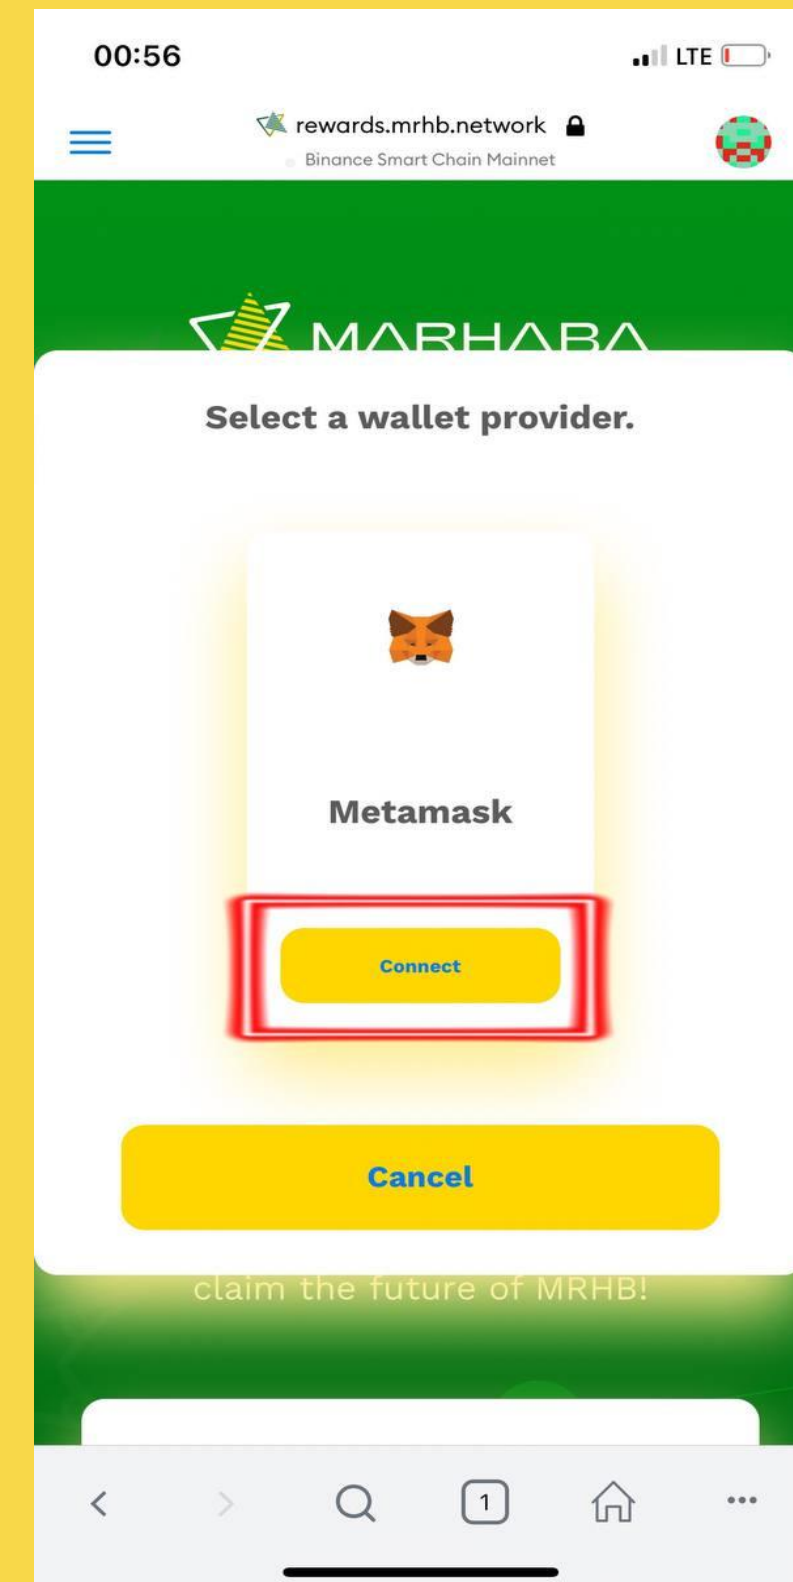 00:56 LTE
rewards.mrhb.network
Binance Smart Chain Mainnet
MARHABA
Select a wallet provider.
Metamask
Connect
Cancel
claim the future of MRHB!
1